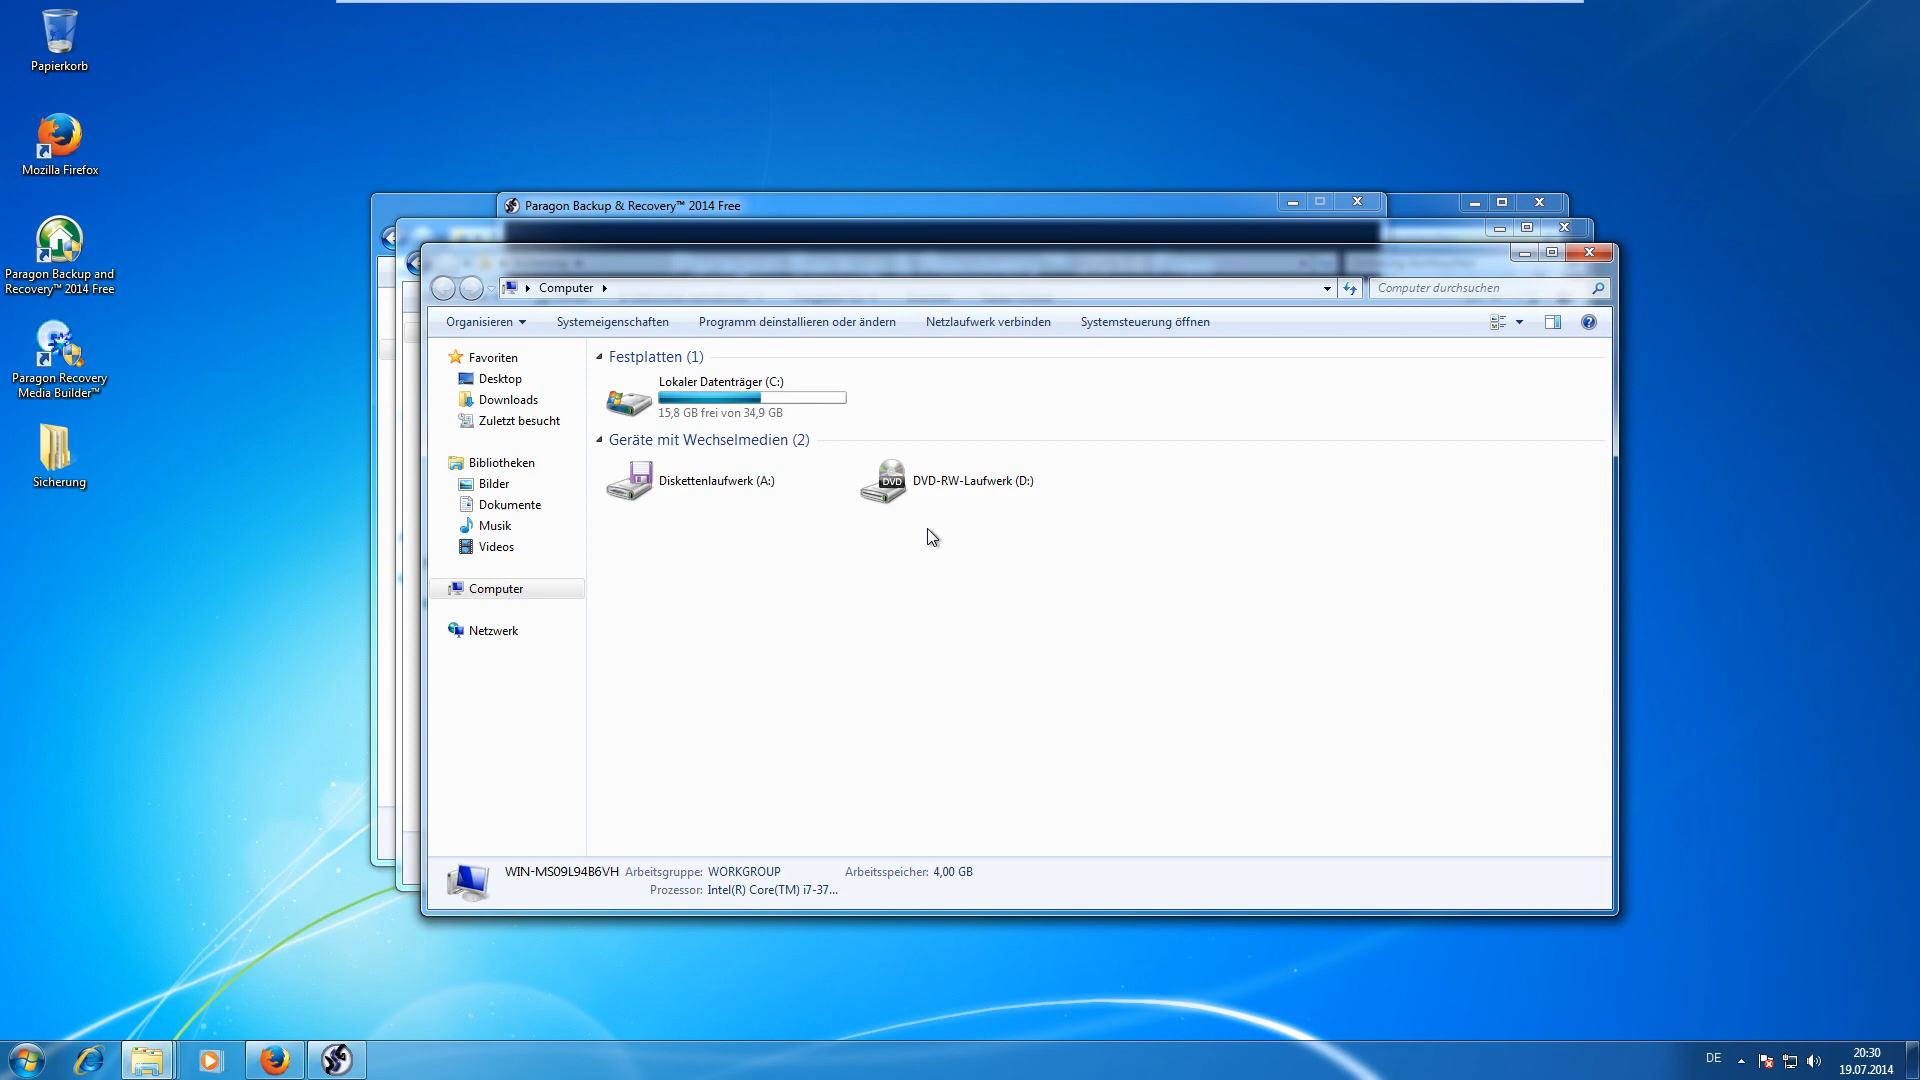 Papierkorb
Mozilla Firefox
Paragon Backup and
Recovery™ 2014 Free
Paragon Recovery
Media Builder™
Sicherung
Paragon Backup & Recovery™ 2014 Free
Computer
Computer durchsuchen
Organisieren
Systemeigenschaften
Programm deinstallieren oder ändern
Netzlaufwerk verbinden
Systemsteuerung öffnen
Favoriten
Desktop
Downloads
Zuletzt besucht
Bibliotheken
Bilder
Dokumente
Musik
Videos
Computer
Netzwerk
Festplatten (1)
Lokaler Datenträger (C:)
15,8 GB frei von 34,9 GB
Geräte mit Wechselmedien (2)
Diskettenlaufwerk (A:)
DVD
DVD-RW-Laufwerk (D:)
WIN-MS09L94B6VH Arbeitsgruppe: WORKGROUP Arbeitsspeicher: 4,00 GB
Prozessor: Intel(R) Core(TM) i7-37...
DE
20:30
19.07.2014